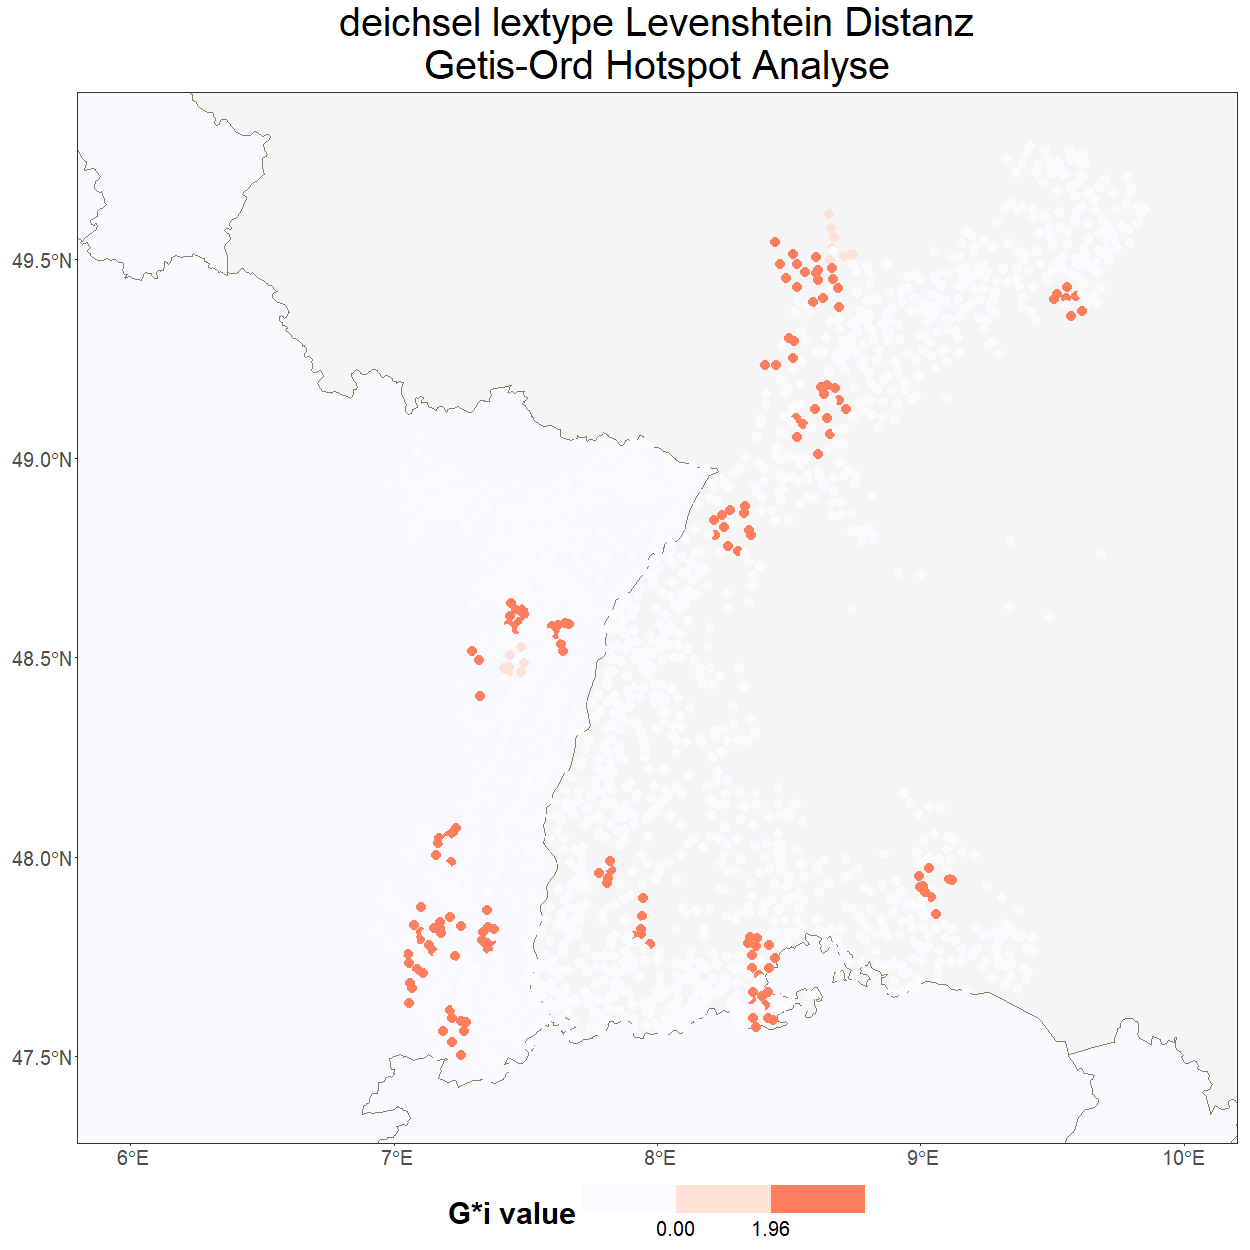 deichsel lextype Levenshtein Distanz
Getis-Ord Hotspot Analyse
49.5°N
49.0°N
48.5°N
48.0°N
47.5°N
6°E 7°E 8°E 9°E 10°E
G*i value
0.00 1.96